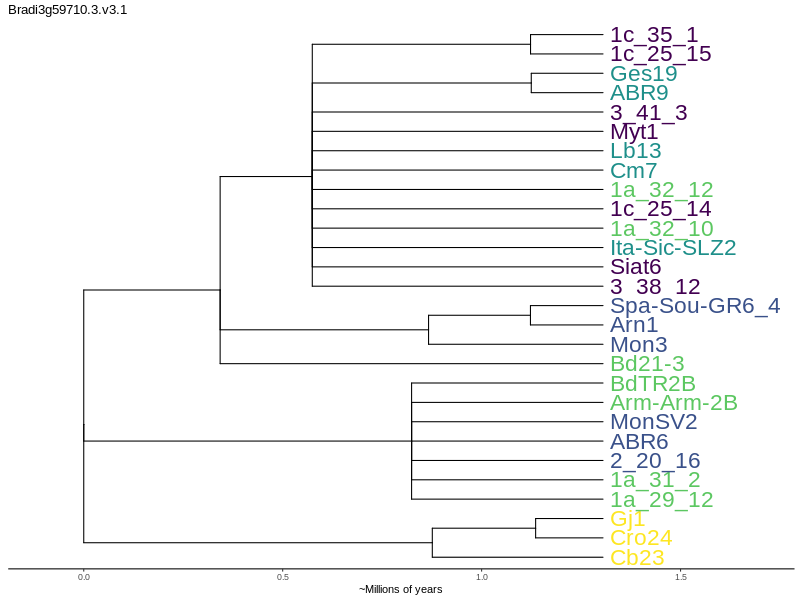 Bradi3g59710.3.v3.1
1c_35_1
1c_25_15
Ges19
ABR9
3_41_3
Myt1
Lb13
Cm7
1a_32_12
1c_25_14
1a_32_10
Ita-Sic-SLZ2
Siat6
3_38_12
Spa-Sou-GR6_4
Arn1
Mon3
Bd21-3
BdTR2B
Arm-Arm-2B
MonSV2
ABR6
2_20_16
1a_31_2
1a_29_12
Gj1
Cro24
Cb23
0.0 0.5 1.0 1.5
~Millions of years